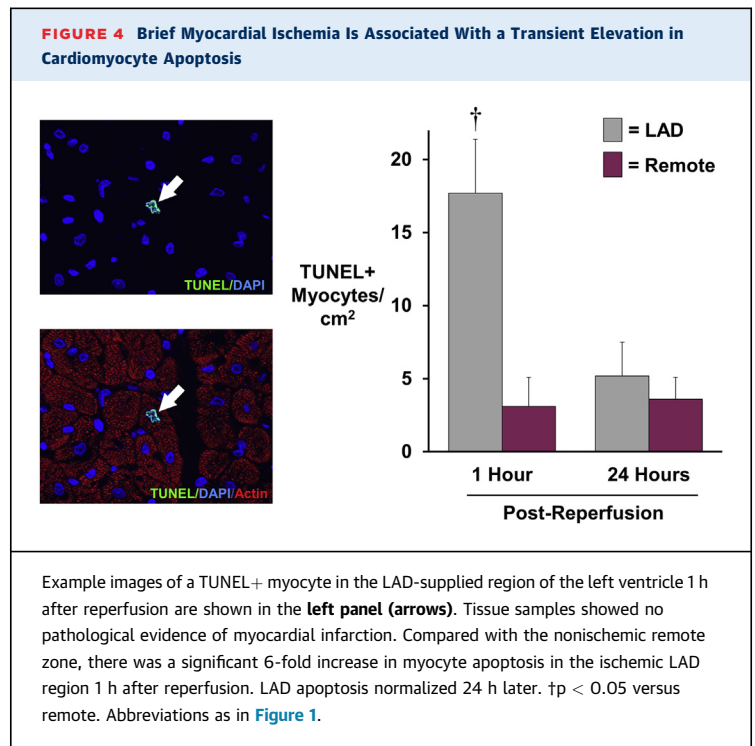 FIGURE 4 Brief Myocardial Ischemia Is Associated With a Transient Elevation in
Cardiomyocyte Apoptosis
TUNEL/DAPI
TUNEL/DAPI/Actin
TUNEL+
Myocytes/
cm²
20
15
10
5
0
†
= LAD
= Remote
1 Hour
24 Hours
Post-Reperfusion
Example images of a TUNEL+ myocyte in the LAD-supplied region of the left ventricle 1 h
after reperfusion are shown in the left panel (arrows). Tissue samples showed no
pathological evidence of myocardial infarction. Compared with the nonischemic remote
zone, there was a significant 6-fold increase in myocyte apoptosis in the ischemic LAD
region 1 h after reperfusion. LAD apoptosis normalized 24 h later. †p < 0.05 versus
remote. Abbreviations as in Figure 1.